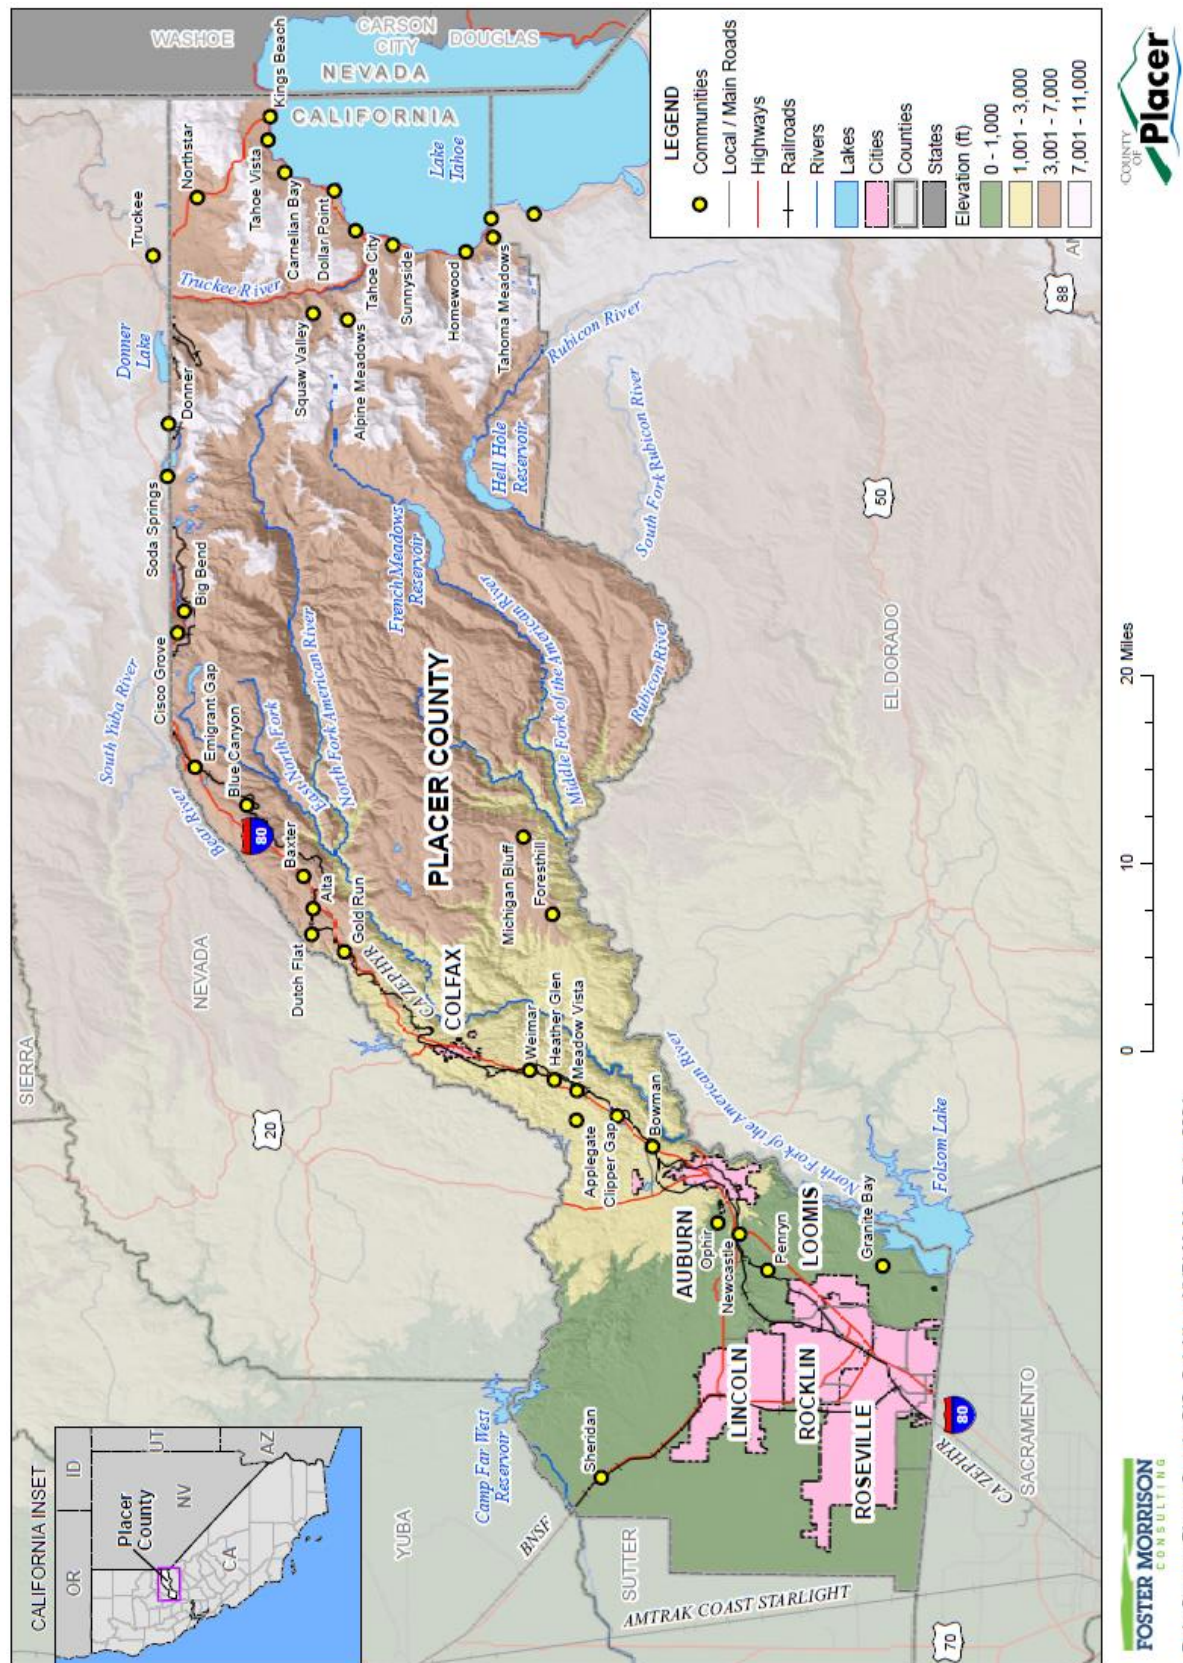 CALIFORNIA INSET
OR
ID
UT
NV
AZ
CA
Placer
County
SIERRA
NEVADA
YUBA
SUTTER
SACRAMENTO
EL DORADO
WASHOE
CARSON
CITY
DOUGLAS
NEVADA
CALIFORNIA
PLACER COUNTY
20
80
80
70
50
88
South Yuba River
Bear River
Donner
Lake
Truckee River
Lake
Tahoe
Truckee
Northstar
Kings Beach
Tahoe Vista
Carnelian Bay
Dollar Point
Tahoe City
Sunnyside
Homewood
Tahoma Meadows
Squaw Valley
Alpine Meadows
Donner
Soda Springs
Big Bend
Cisco Grove
Emigrant Gap
Blue Canyon
Baxter
Alta
Dutch Flat
Gold Run
CA ZEPHYR
COLFAX
East North Fork
North Fork American River
French Meadows
Reservoir
Hell Hole
Reservoir
Middle Fork of the American River
Rubicon River
Rubicon River
South Fork Rubicon River
Michigan Bluff
Foresthill
Weimar
Heather Glen
Meadow Vista
Applegate
Clipper Gap
Bowman
North Fork of the American River
AUBURN
Ophir
Newcastle
Penryn
LOOMIS
Granite Bay
Folsom Lake
LINCOLN
ROCKLIN
ROSEVILLE
Sheridan
Camp Far West
Reservoir
BNSF
AMTRAK COAST STARLIGHT
CA ZEPHYR
LEGEND
Communities
Local / Main Roads
Highways
Railroads
Rivers
Lakes
Cities
Counties
States
Elevation (ft)
0 - 1,000
1,001 - 3,000
3,001 - 7,000
7,001 - 11,000
0
10
20 Miles
FOSTER MORRISON
CONSULTING
COUNTY
OF
Placer